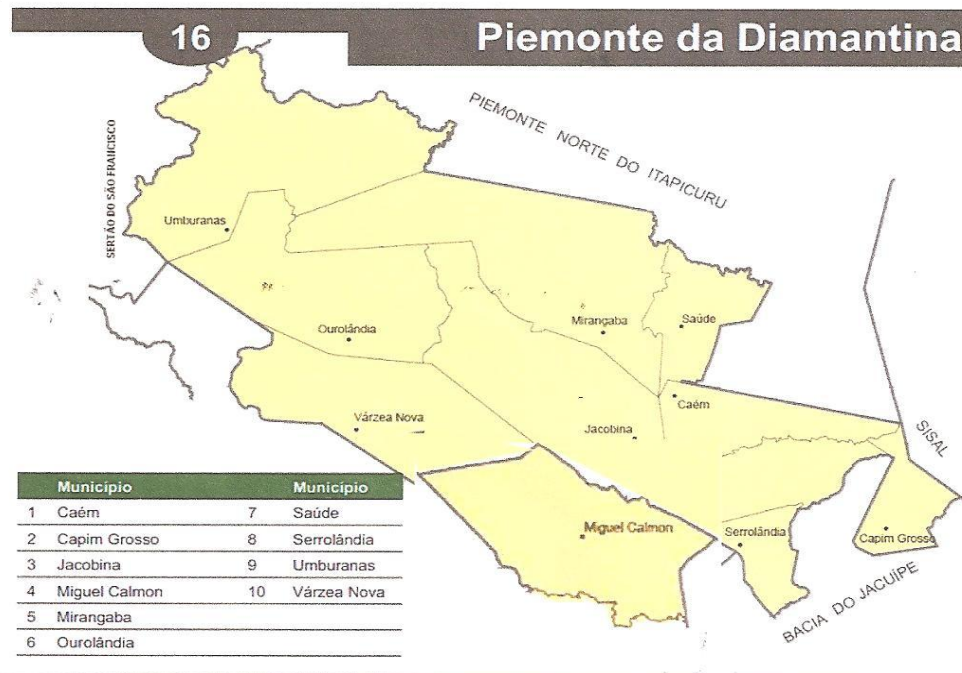 16
Piemonte da Diamantina
PIEMONTE NORTE DO ITAPICURU
SERTÃO DO SÃO FRANCISCO
Umburanas
Ourolândia
Mirangaba
Saúde
Várzea Nova
Jacobina
Caém
SISAL
Miguel Calmon
Serrolândia
Capim Grosso
BACIA DO JACUÍPE
Município Município
1 Caém 7 Saúde
2 Capim Grosso 8 Serrolândia
3 Jacobina 9 Umburanas
4 Miguel Calmon 10 Várzea Nova
5 Mirangaba
6 Ourolândia